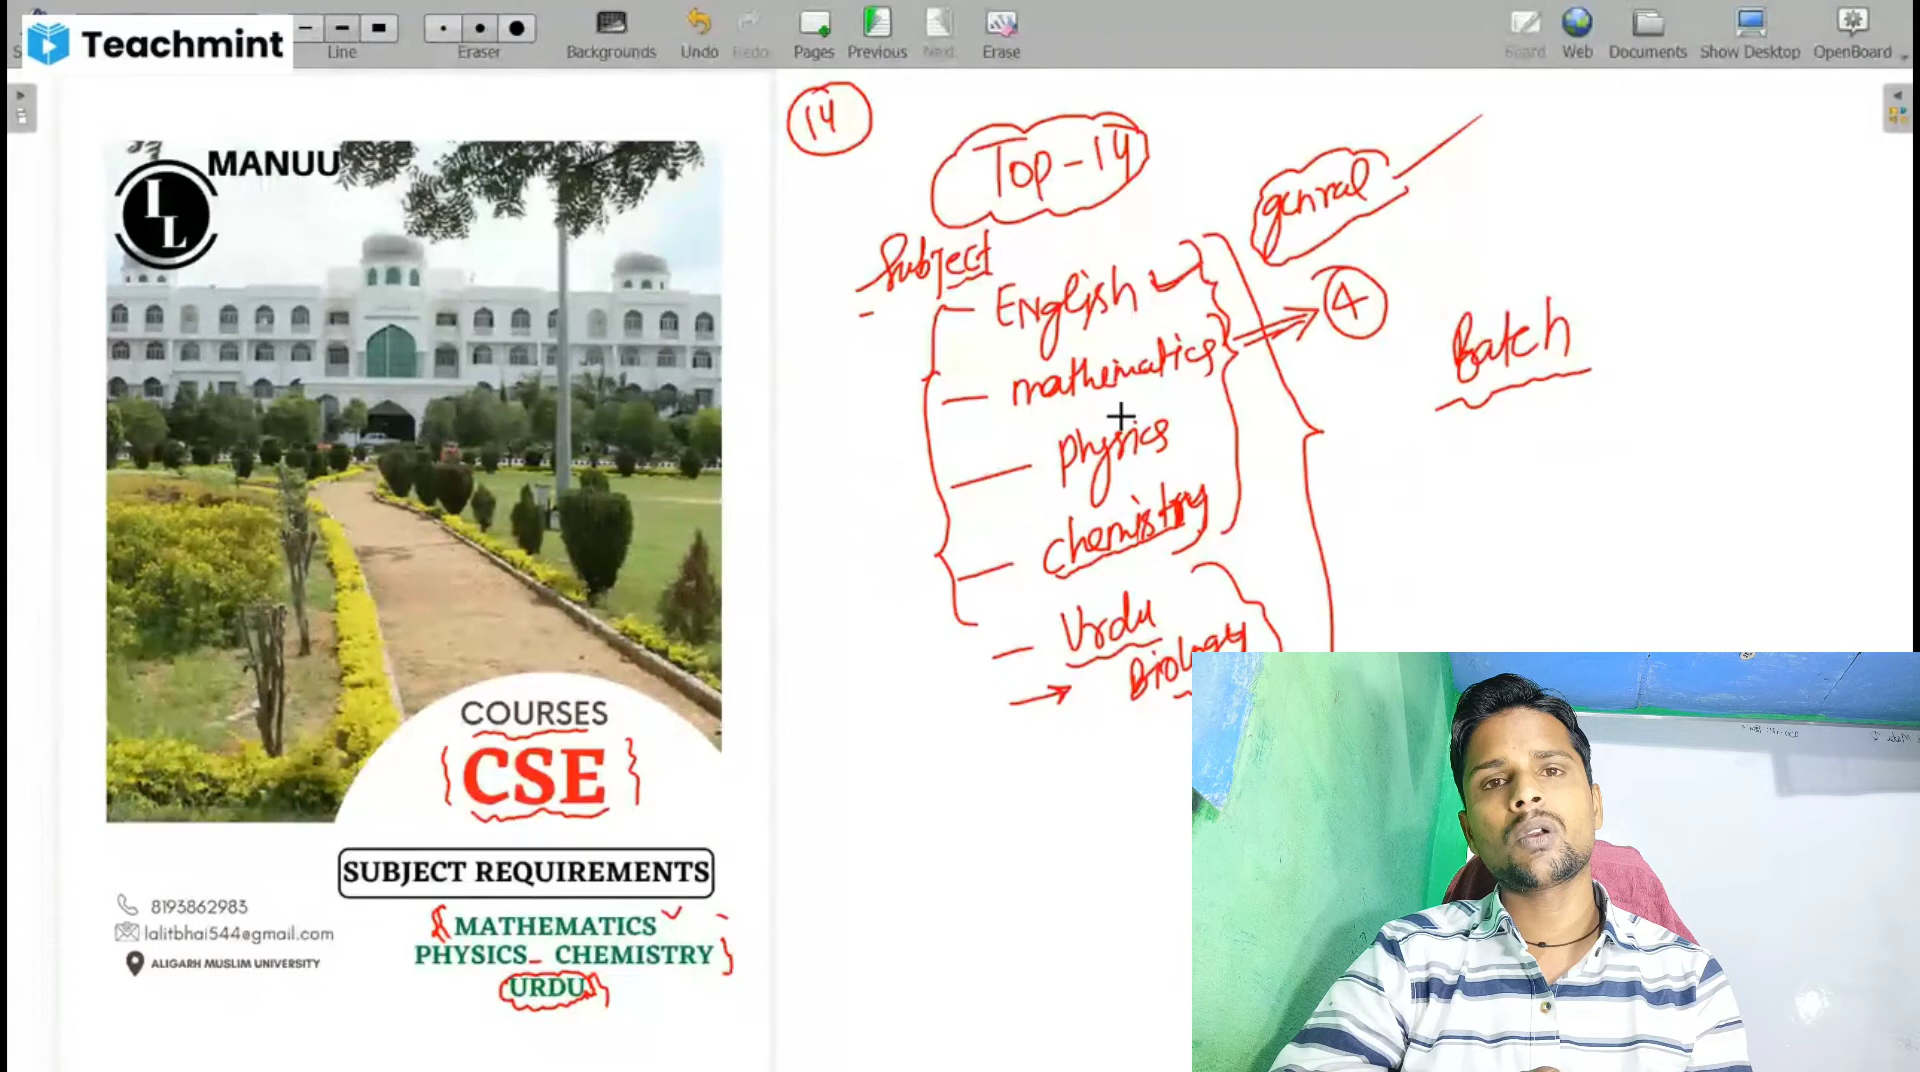 Teachmint
Line
Eraser
Backgrounds
Undo
Redo
Pages
Previous
Next
Erase
Board
Web
Documents
Show Desktop
OpenBoard
MANUU
L
L
COURSES
CSE
SUBJECT REQUIREMENTS
MATHEMATICS
PHYSICS_ CHEMISTRY
URDU
8193862983
lalitbhai544@gmail.com
ALIGARH MUSLIM UNIVERSITY
14
Top-14
genral
Subject
English
4
mathematics
Batch
physics
chemistry
Urdu
Biology